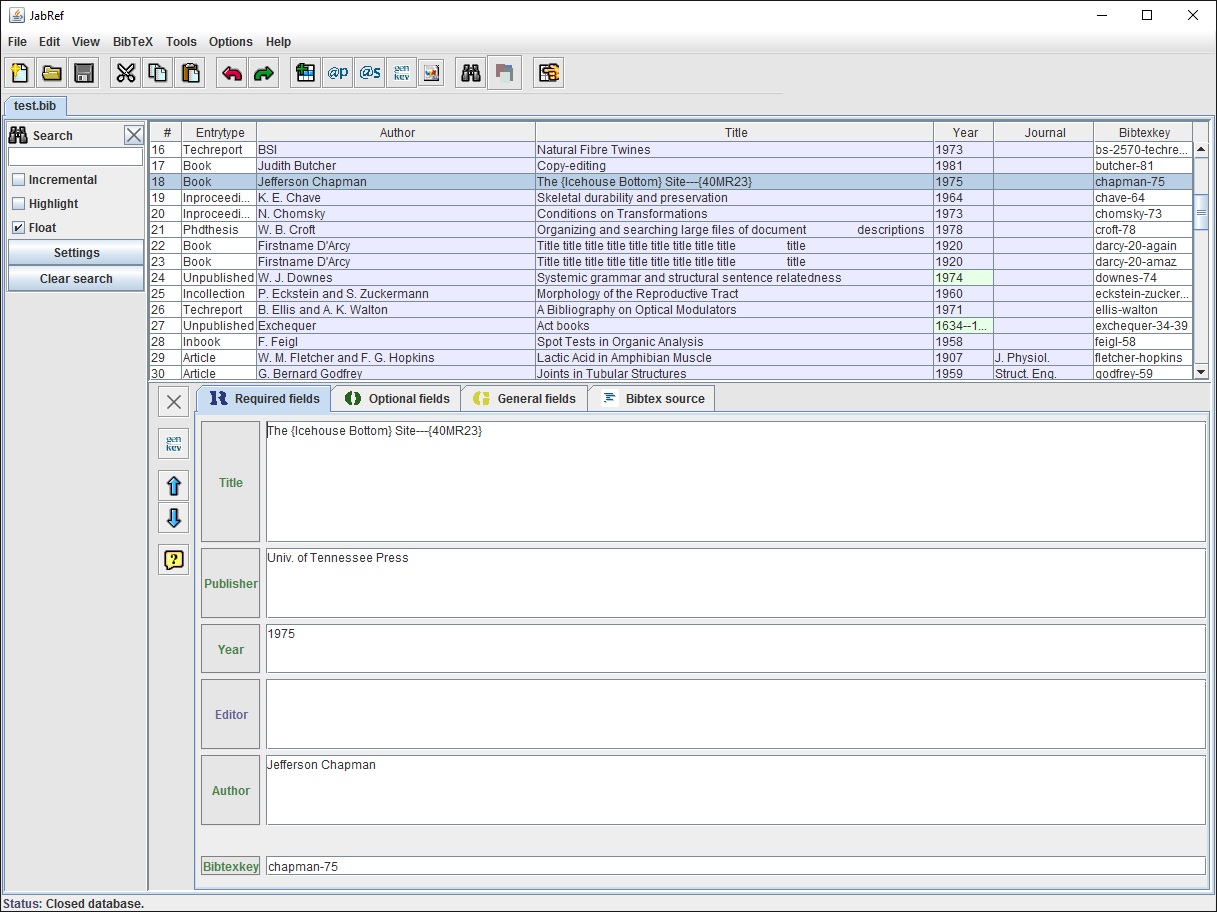 JabRef
File Edit View BibTeX Tools Options Help
@p @s gen key
test.bib
Search
Incremental
Highlight
Float
Settings
Clear search
# Entrytype Author Title Year Journal Bibtexkey
16 Techreport BSI Natural Fibre Twines 1973 bs-2570-techre...
17 Book Judith Butcher Copy-editing 1981 butcher-81
18 Book Jefferson Chapman The {Icehouse Bottom} Site---{40MR23} 1975 chapman-75
19 Inproceedi... K. E. Chave Skeletal durability and preservation 1964 chave-64
20 Inproceedi... N. Chomsky Conditions on Transformations 1973 chomsky-73
21 Phdthesis W. B. Croft Organizing and searching large files of document descriptions 1978 croft-78
22 Book Firstname D'Arcy Title title title title title title title title title 1920 darcy-20-again
23 Book Firstname D'Arcy Title title title title title title title title title 1920 darcy-20-amaz
24 Unpublished W. J. Downes Systemic grammar and structural sentence relatedness 1974 downes-74
25 Incollection P. Eckstein and S. Zuckermann Morphology of the Reproductive Tract 1960 eckstein-zucker...
26 Techreport B. Ellis and A. K. Walton A Bibliography on Optical Modulators 1971 ellis-walton
27 Unpublished Exchequer Act books 1634--1... exchequer-34-39
28 Inbook F. Feigl Spot Tests in Organic Analysis 1958 feigl-58
29 Article W. M. Fletcher and F. G. Hopkins Lactic Acid in Amphibian Muscle 1907 J. Physiol. fletcher-hopkins
30 Article G. Bernard Godfrey Joints in Tubular Structures 1959 Struct. Eng. godfrey-59
Required fields Optional fields General fields Bibtex source
gen key
Title The {Icehouse Bottom} Site---{40MR23}
Publisher Univ. of Tennessee Press
Year 1975
Editor
Author Jefferson Chapman
Bibtexkey chapman-75
Status: Closed database.